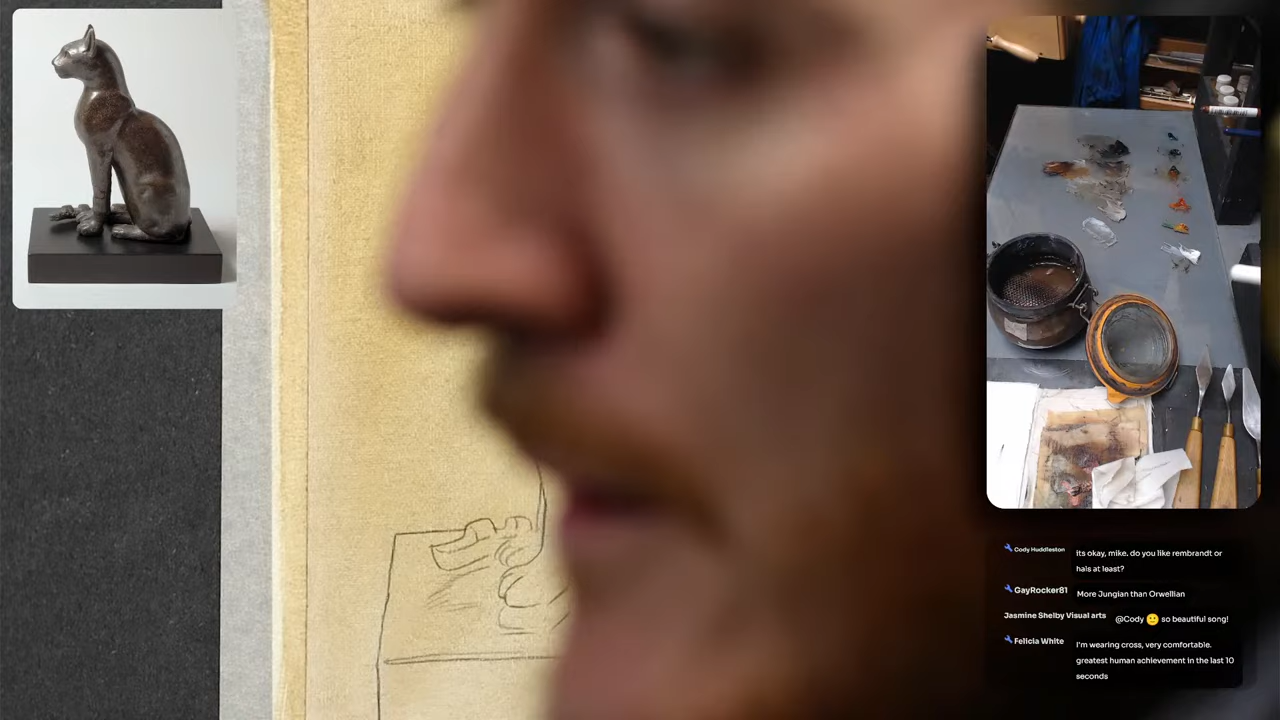 Cody Huddleston
its okay, mike. do you like rembrandt or
hals at least?
GayRocker81
More Jungian than Orwellian
Jasmine Shelby Visual arts
@Cody 🙂 so beautiful song!
Felicia White
I'm wearing cross, very comfortable.
greatest human achievement in the last 10
seconds